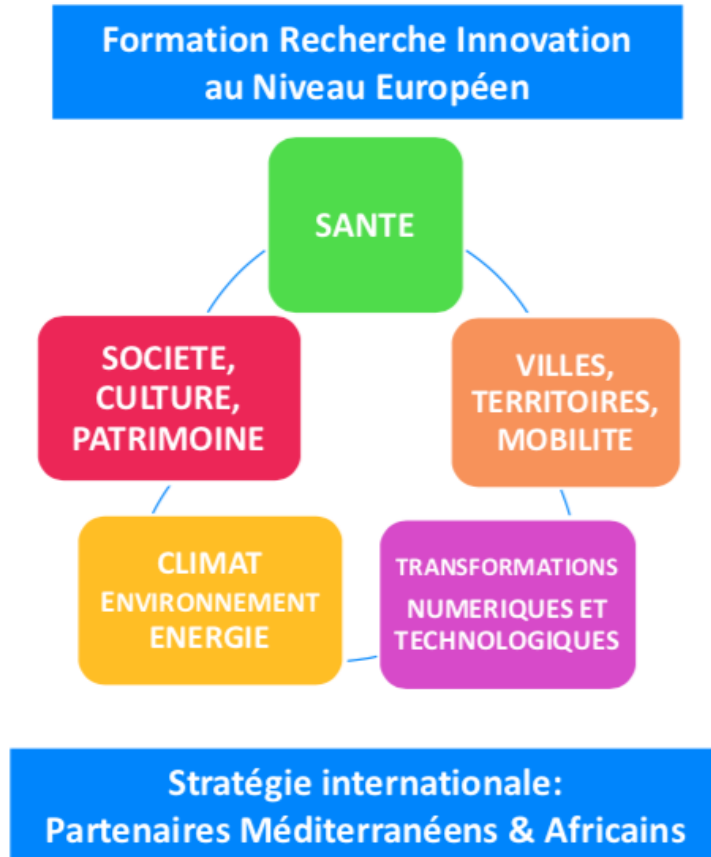 Formation Recherche Innovation
au Niveau Européen
SANTE
SOCIETE,
CULTURE,
PATRIMOINE
VILLES,
TERRITOIRES,
MOBILITE
CLIMAT
ENVIRONNEMENT
ENERGIE
TRANSFORMATIONS
NUMERIQUES ET
TECHNOLOGIQUES
Stratégie internationale:
Partenaires Méditerranéens & Africains